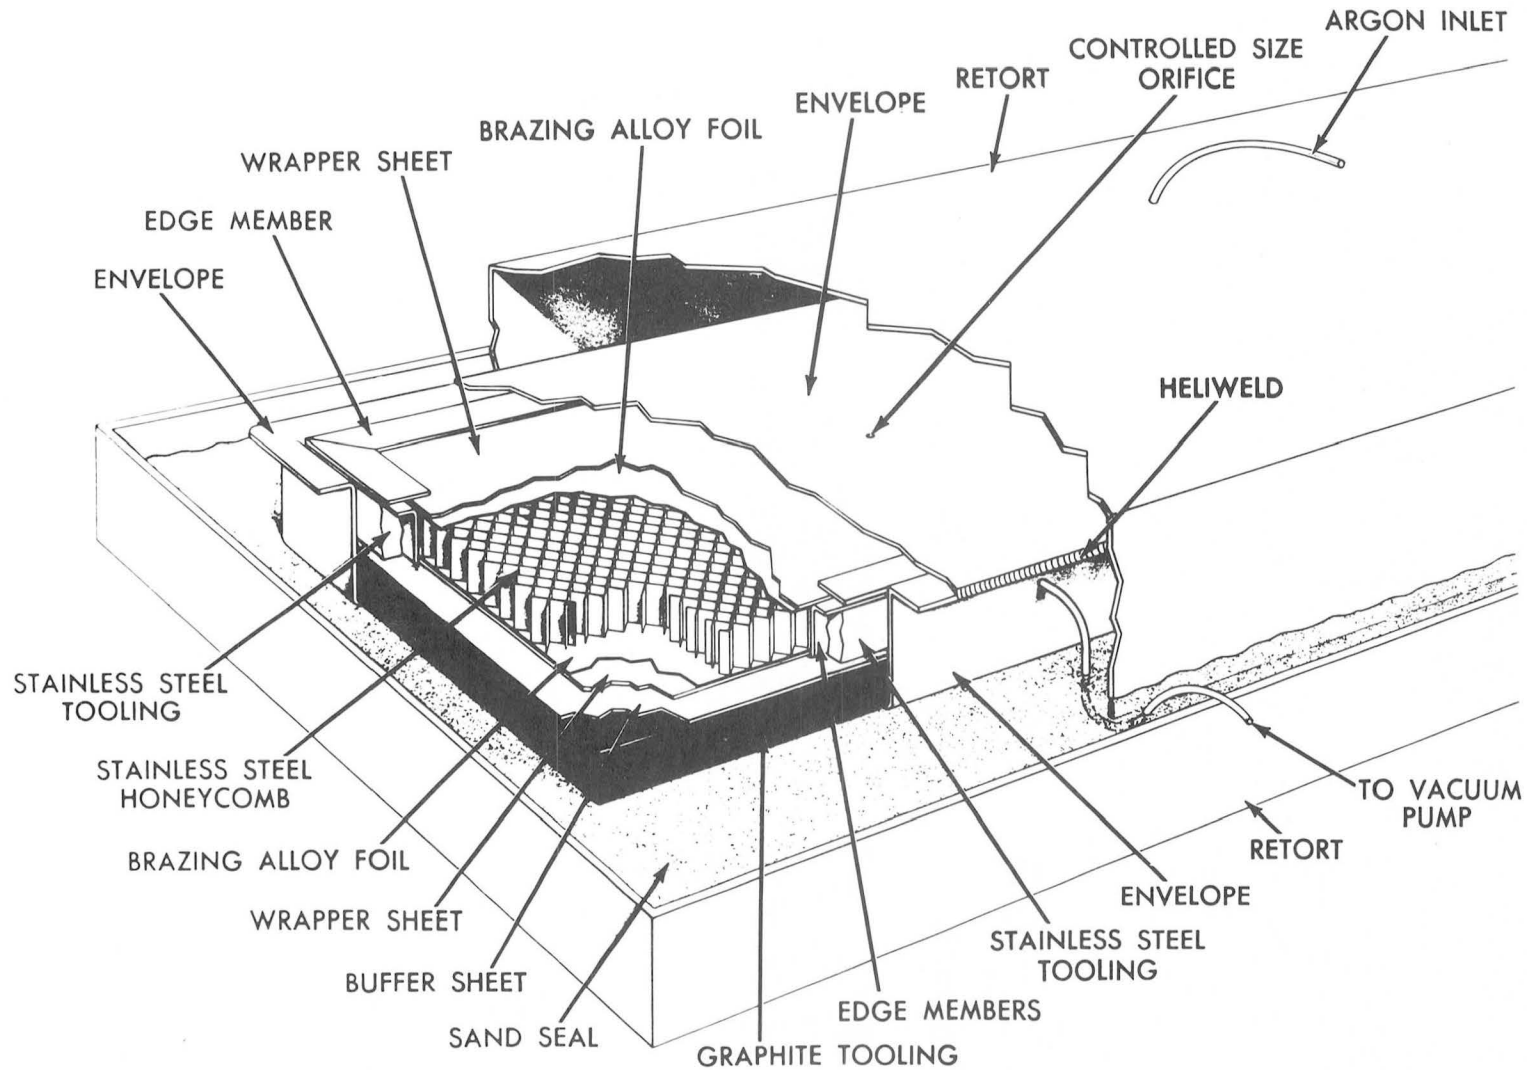 ARGON INLET
CONTROLLED SIZE
ORIFICE
RETORT
ENVELOPE
BRAZING ALLOY FOIL
WRAPPER SHEET
EDGE MEMBER
ENVELOPE
HELIWELD
STAINLESS STEEL
TOOLING
STAINLESS STEEL
HONEYCOMB
BRAZING ALLOY FOIL
WRAPPER SHEET
BUFFER SHEET
SAND SEAL
GRAPHITE TOOLING
EDGE MEMBERS
STAINLESS STEEL
TOOLING
ENVELOPE
RETORT
TO VACUUM
PUMP